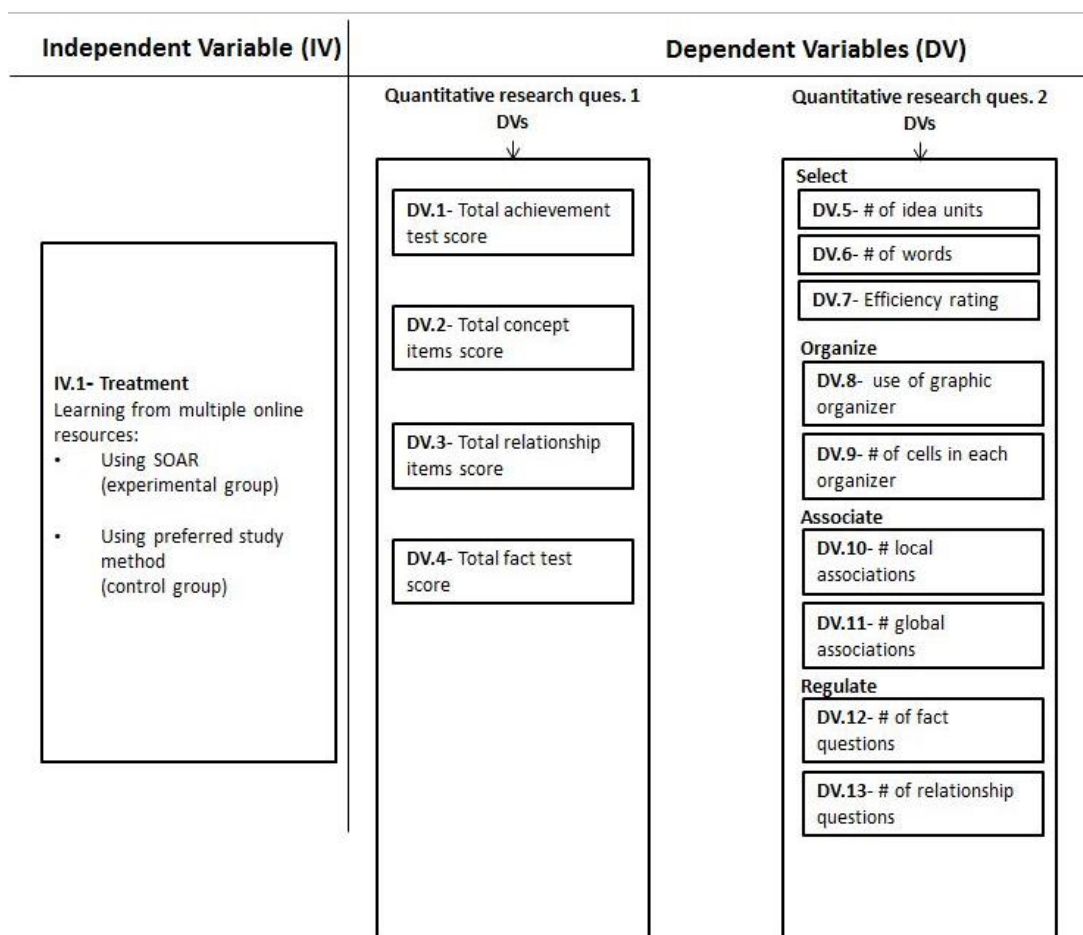 Independent Variable (IV)
Dependent Variables (DV)
IV.1- Treatment
Learning from multiple online
resources:
• Using SOAR
(experimental group)
• Using preferred study
method
(control group)
Quantitative research ques. 1
DVs
DV.1- Total achievement
test score
DV.2- Total concept
items score
DV.3- Total relationship
items score
DV.4- Total fact test
score
Quantitative research ques. 2
DVs
Select
DV.5- # of idea units
DV.6- # of words
DV.7- Efficiency rating
Organize
DV.8- use of graphic
organizer
DV.9- # of cells in each
organizer
Associate
DV.10- # local
associations
DV.11- # global
associations
Regulate
DV.12- # of fact
questions
DV.13- # of relationship
questions